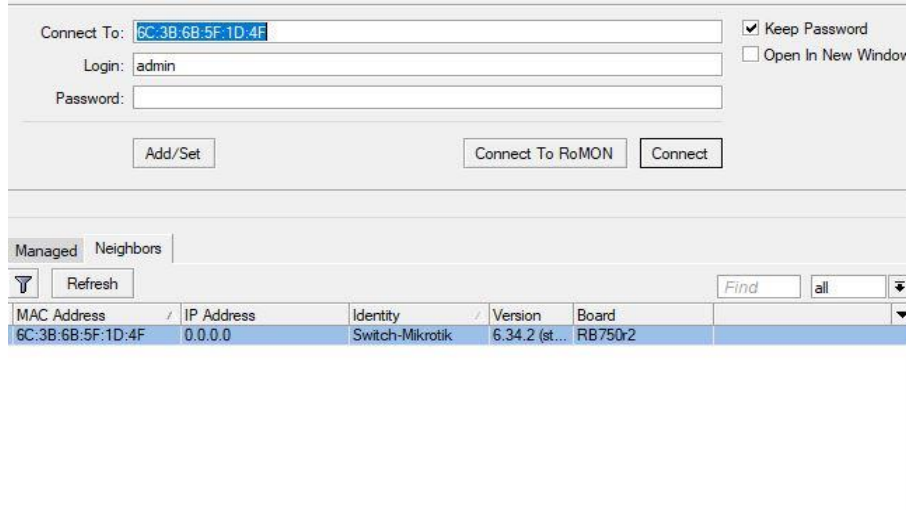 Connect To: 6C:3B:6B:5F:1D:4F Keep Password
Login: admin Open In New Window
Password:
Add/Set Connect To RoMON Connect
Managed Neighbors
Refresh Find all
MAC Address IP Address Identity Version Board
6C:3B:6B:5F:1D:4F 0.0.0.0 Switch-Mikrotik 6.34.2 (st... RB750r2